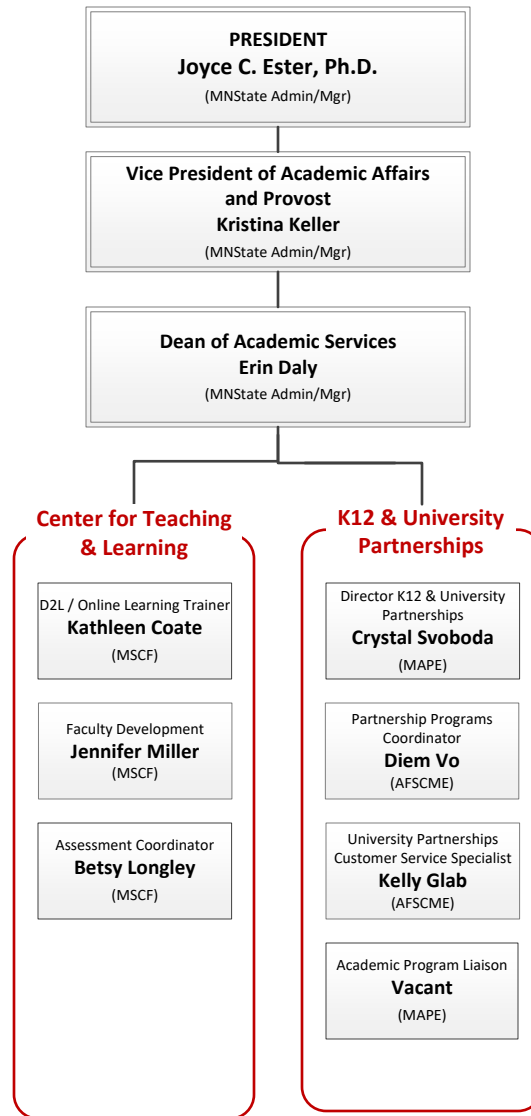 PRESIDENT
Joyce C. Ester, Ph.D.
(MNState Admin/Mgr)
Vice President of Academic Affairs
and Provost
Kristina Keller
(MNState Admin/Mgr)
Dean of Academic Services
Erin Daly
(MNState Admin/Mgr)
Center for Teaching
& Learning
D2L / Online Learning Trainer
Kathleen Coate
(MSCF)
Faculty Development
Jennifer Miller
(MSCF)
Assessment Coordinator
Betsy Longley
(MSCF)
K12 & University
Partnerships
Director K12 & University
Partnerships
Crystal Svoboda
(MAPE)
Partnership Programs
Coordinator
Diem Vo
(AFSCME)
University Partnerships
Customer Service Specialist
Kelly Glab
(AFSCME)
Academic Program Liaison
Vacant
(MAPE)